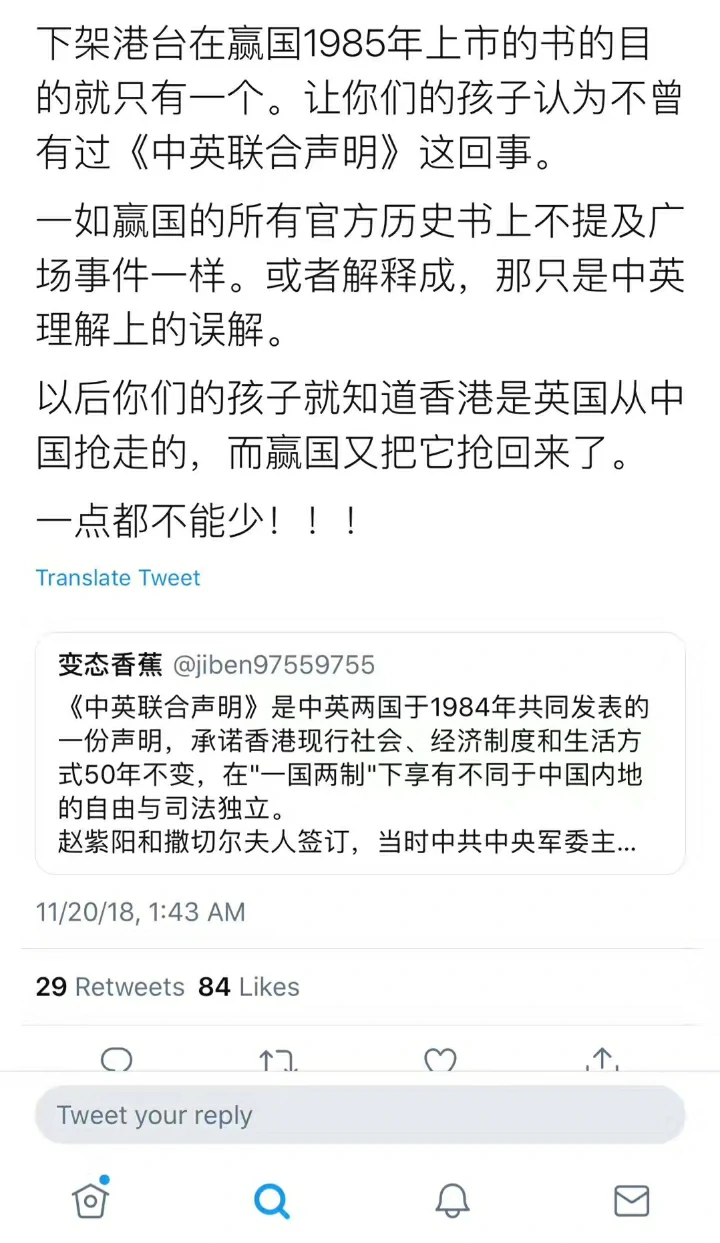 下架港台在赢国1985年上市的书的目
的就只有一个。让你们的孩子认为不曾
有过《中英联合声明》这回事。
一如赢国的所有官方历史书上不提及广
场事件一样。或者解释成，那只是中英
理解上的误解。
以后你们的孩子就知道香港是英国从中
国抢走的，而赢国又把它抢回来了。
一点都不能少！！！
Translate Tweet
变态香蕉 @jiben97559755
《中英联合声明》是中英两国于1984年共同发表的
一份声明，承诺香港现行社会、经济制度和生活方
式50年不变，在"一国两制"下享有不同于中国内地
的自由与司法独立。
赵紫阳和撒切尔夫人签订，当时中共中央军委主...
11/20/18, 1:43 AM
29 Retweets 84 Likes
Tweet your reply